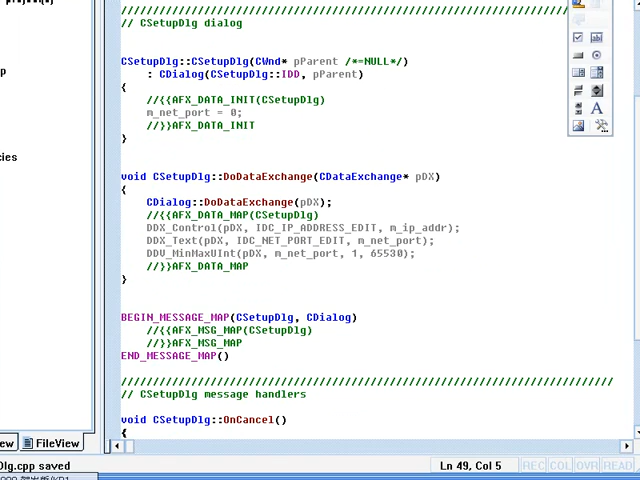 ////////////////////////////////////////////////////////////////////////
// CSetupDlg dialog
CSetupDlg::CSetupDlg(CWnd* pParent /*=NULL*/)
: CDialog(CSetupDlg::IDD, pParent)
{
//{{AFX_DATA_INIT(CSetupDlg)
m_net_port = 0;
//}}AFX_DATA_INIT
}
cies
void CSetupDlg::DoDataExchange(CDataExchange* pDX)
{
CDialog::DoDataExchange(pDX);
//{{AFX_DATA_MAP(CSetupDlg)
DDX_Control(pDX, IDC_IP_ADDRESS_EDIT, m_ip_addr);
DDX_Text(pDX, IDC_NET_PORT_EDIT, m_net_port);
DDV_MinMaxUInt(pDX, m_net_port, 1, 65530);
//}}AFX_DATA_MAP
}
BEGIN_MESSAGE_MAP(CSetupDlg, CDialog)
//{{AFX_MSG_MAP(CSetupDlg)
//}}AFX_MSG_MAP
END_MESSAGE_MAP()
/////////////////////////////////////////////////////////////////////////////
// CSetupDlg message handlers
void CSetupDlg::OnCancel()
{
ew FileView
Dlg.cpp saved
Ln 49, Col 5 REC COL OVR READ